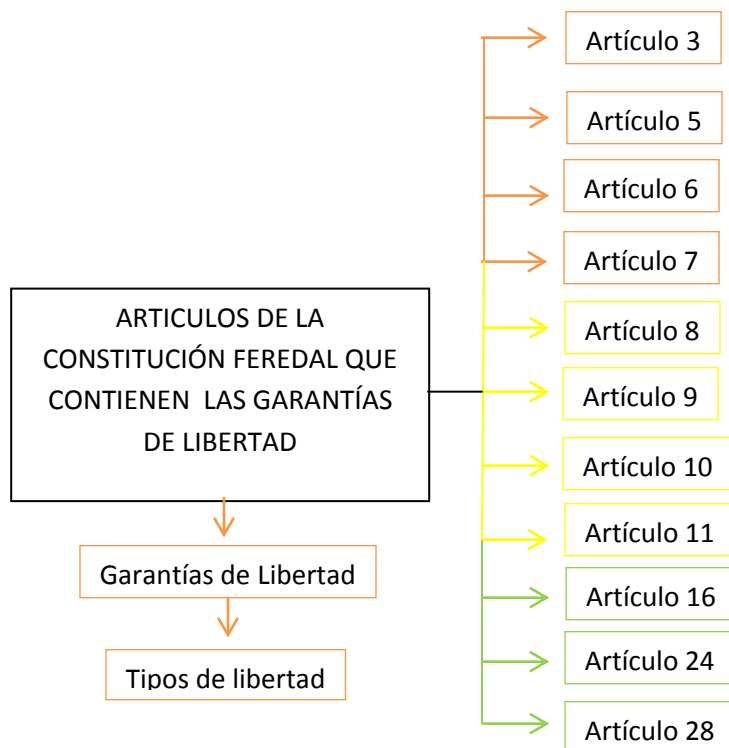 Artículo 3
Artículo 5
Artículo 6
Artículo 7
ARTICULOS DE LA
CONSTITUCIÓN FEREDAL QUE
CONTIENEN LAS GARANTÍAS
DE LIBERTAD
Artículo 8
Artículo 9
Artículo 10
Artículo 11
Garantías de Libertad
Artículo 16
Tipos de libertad
Artículo 24
Artículo 28